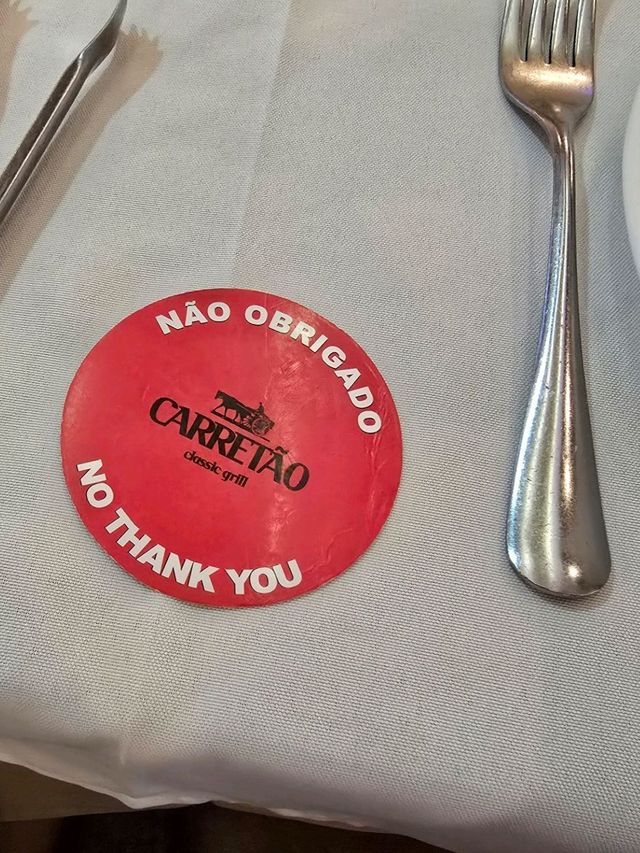 NÃO OBRIGADO
CARRETÃO
classic grill
NO THANK YOU